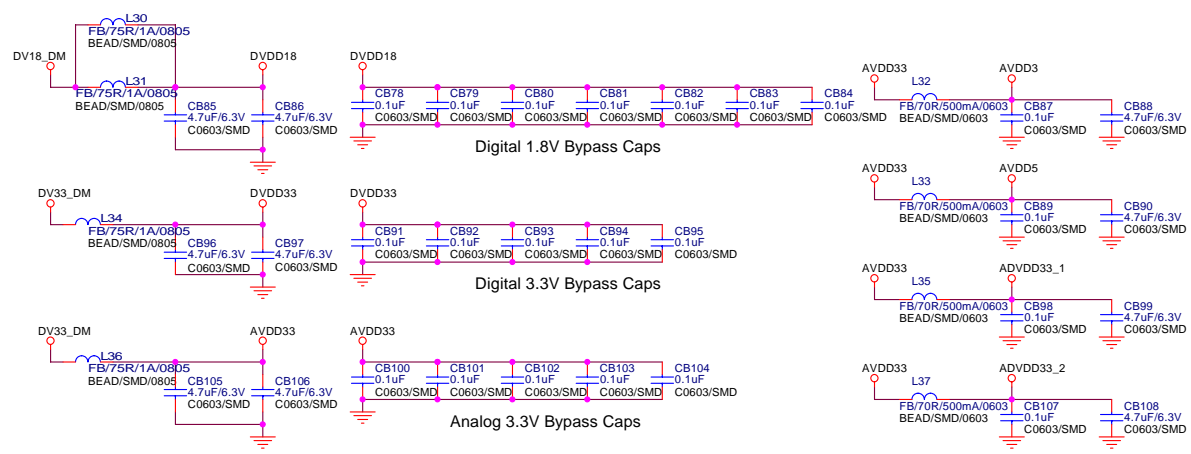 L30
FB/75R/1A/0805
BEAD/SMD/0805
DV18_DM
L31
FB/75R/1A/0805
BEAD/SMD/0805
DVDD18
CB85
4.7uF/6.3V
C0603/SMD
CB86
4.7uF/6.3V
C0603/SMD
DVDD18
CB78
0.1uF
C0603/SMD
CB79
0.1uF
C0603/SMD
CB80
0.1uF
C0603/SMD
CB81
0.1uF
C0603/SMD
CB82
0.1uF
C0603/SMD
CB83
0.1uF
C0603/SMD
CB84
0.1uF
C0603/SMD
Digital 1.8V Bypass Caps
AVDD33
L32
FB/70R/500mA/0603
BEAD/SMD/0603
AVDD3
CB87
0.1uF
C0603/SMD
CB88
4.7uF/6.3V
C0603/SMD
DV33_DM
L34
FB/75R/1A/0805
BEAD/SMD/0805
DVDD33
CB96
4.7uF/6.3V
C0603/SMD
CB97
4.7uF/6.3V
C0603/SMD
DVDD33
CB91
0.1uF
C0603/SMD
CB92
0.1uF
C0603/SMD
CB93
0.1uF
C0603/SMD
CB94
0.1uF
C0603/SMD
CB95
0.1uF
C0603/SMD
Digital 3.3V Bypass Caps
AVDD33
L33
FB/70R/500mA/0603
BEAD/SMD/0603
AVDD5
CB89
0.1uF
C0603/SMD
CB90
4.7uF/6.3V
C0603/SMD
AVDD33
L35
FB/70R/500mA/0603
BEAD/SMD/0603
ADVDD33_1
CB98
0.1uF
C0603/SMD
CB99
4.7uF/6.3V
C0603/SMD
DV33_DM
L36
FB/75R/1A/0805
BEAD/SMD/0805
AVDD33
CB105
4.7uF/6.3V
C0603/SMD
CB106
4.7uF/6.3V
C0603/SMD
AVDD33
CB100
0.1uF
C0603/SMD
CB101
0.1uF
C0603/SMD
CB102
0.1uF
C0603/SMD
CB103
0.1uF
C0603/SMD
CB104
0.1uF
C0603/SMD
Analog 3.3V Bypass Caps
AVDD33
L37
FB/70R/500mA/0603
BEAD/SMD/0603
ADVDD33_2
CB107
0.1uF
C0603/SMD
CB108
4.7uF/6.3V
C0603/SMD